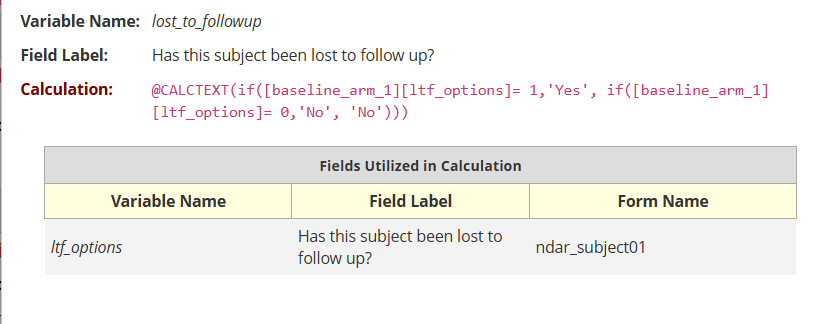 Variable Name: lost_to_followup
Field Label: Has this subject been lost to follow up?
Calculation: @CALCTEXT(if([baseline_arm_1][ltf_options]= 1,'Yes', if([baseline_arm_1]
[ltf_options]= 0,'No', 'No')))
Fields Utilized in Calculation
Variable Name Field Label Form Name
ltf_options Has this subject been lost to follow up? ndar_subject01